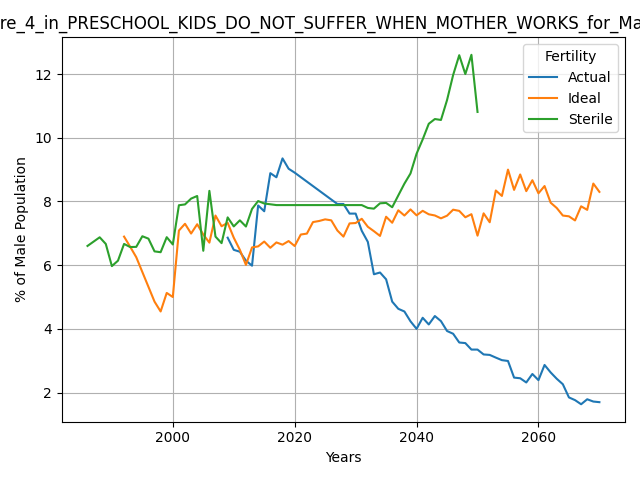 re_4_in_PRESCHOOL_KIDS_DO_NOT_SUFFER_WHEN_MOTHER_WORKS_for_Ma
Fertility
Actual
Ideal
Sterile
% of Male Population
12
10
8
6
4
2
2000 2020 2040 2060
Years